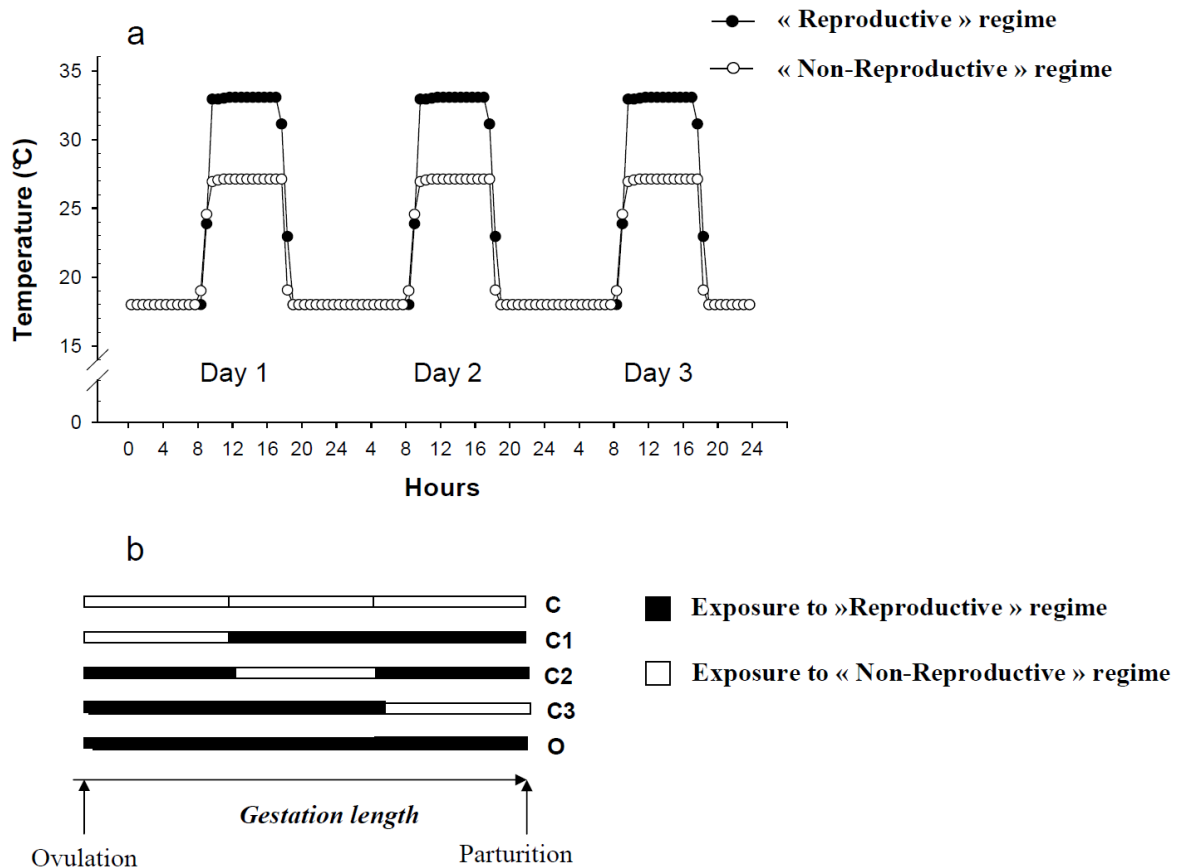 a
« Reproductive » regime
« Non-Reproductive » regime
35
30
25
20
15
0
Temperature (°C)
Day 1 Day 2 Day 3
0 4 8 12 16 20 24 4 8 12 16 20 24 4 8 12 16 20 24
Hours
b
C
C1
C2
C3
O
Exposure to »Reproductive » regime
Exposure to « Non-Reproductive » regime
Gestation length
Ovulation
Parturition